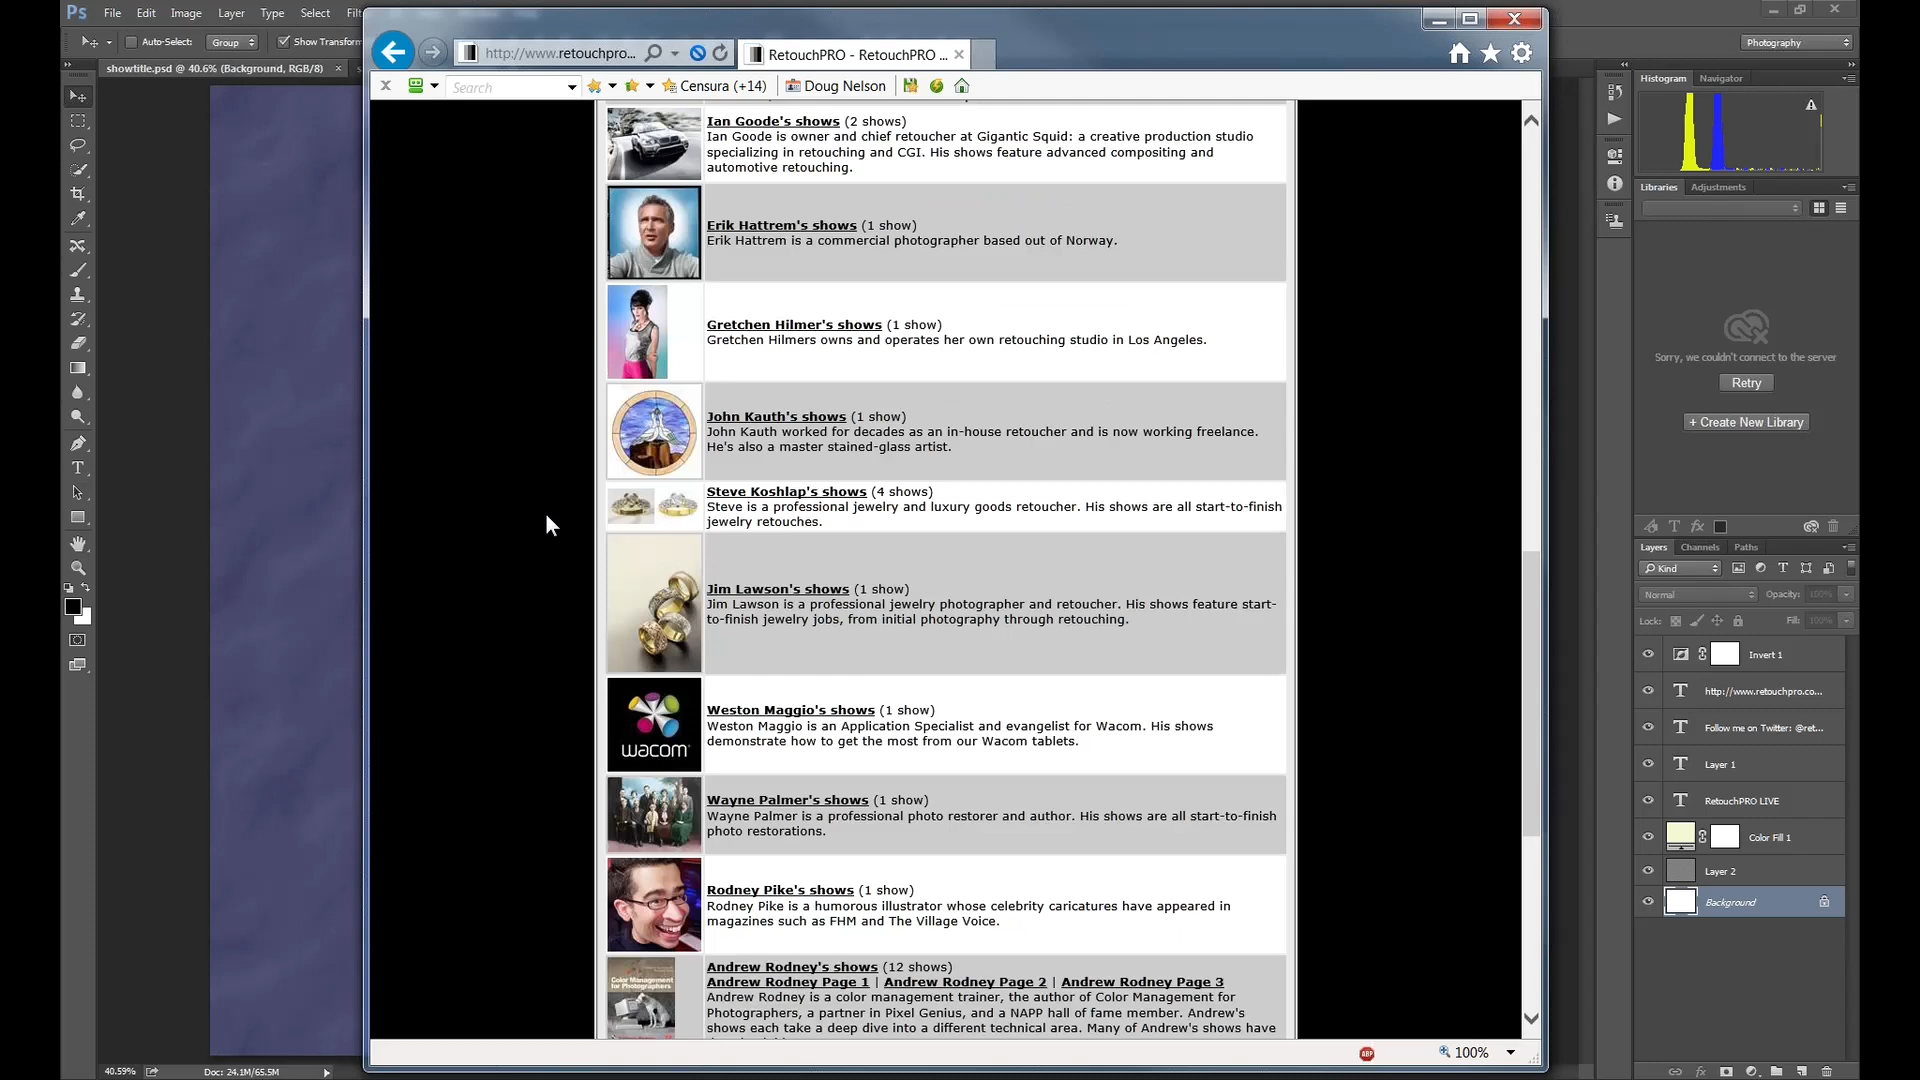 Ps File Edit Image Layer Type Select Filt
Auto-Select: Group Show Transform
Photography
showtitle.psd @ 40.6% (Background, RGB/8) ×
http://www.retouchpro...
RetouchPRO - RetouchPRO ...
x Search Censura (+14) Doug Nelson
Ian Goode's shows (2 shows)
Ian Goode is owner and chief retoucher at Gigantic Squid: a creative production studio
specializing in retouching and CGI. His shows feature advanced compositing and
automotive retouching.
Erik Hattrem's shows (1 show)
Erik Hattrem is a commercial photographer based out of Norway.
Gretchen Hilmer's shows (1 show)
Gretchen Hilmers owns and operates her own retouching studio in Los Angeles.
John Kauth's shows (1 show)
John Kauth worked for decades as an in-house retoucher and is now working freelance.
He's also a master stained-glass artist.
Steve Koshlap's shows (4 shows)
Steve is a professional jewelry and luxury goods retoucher. His shows are all start-to-finish
jewelry retouches.
Jim Lawson's shows (1 show)
Jim Lawson is a professional jewelry photographer and retoucher. His shows feature start-
to-finish jewelry jobs, from initial photography through retouching.
wacom
Weston Maggio's shows (1 show)
Weston Maggio is an Application Specialist and evangelist for Wacom. His shows
demonstrate how to get the most from our Wacom tablets.
Wayne Palmer's shows (1 show)
Wayne Palmer is a professional photo restorer and author. His shows are all start-to-finish
photo restorations.
Rodney Pike's shows (1 show)
Rodney Pike is a humorous illustrator whose celebrity caricatures have appeared in
magazines such as FHM and The Village Voice.
Color Management
for Photographers
Andrew Rodney's shows (12 shows)
Andrew Rodney Page 1 | Andrew Rodney Page 2 | Andrew Rodney Page 3
Andrew Rodney is a color management trainer, the author of Color Management for
Photographers, a partner in Pixel Genius, and a NAPP hall of fame member. Andrew's
shows each take a deep dive into a different technical area. Many of Andrew's shows have
ABP 100%
40.59% Doc: 24.1M/65.5M
Histogram Navigator
Libraries Adjustments
Sorry, we couldn't connect to the server
Retry
+ Create New Library
Layers Channels Paths
Kind
Normal Opacity: 100%
Lock: Fill: 100%
Invert 1
http://www.retouchpro.co...
Follow me on Twitter: @ret...
Layer 1
RetouchPRO LIVE
Color Fill 1
Layer 2
Background